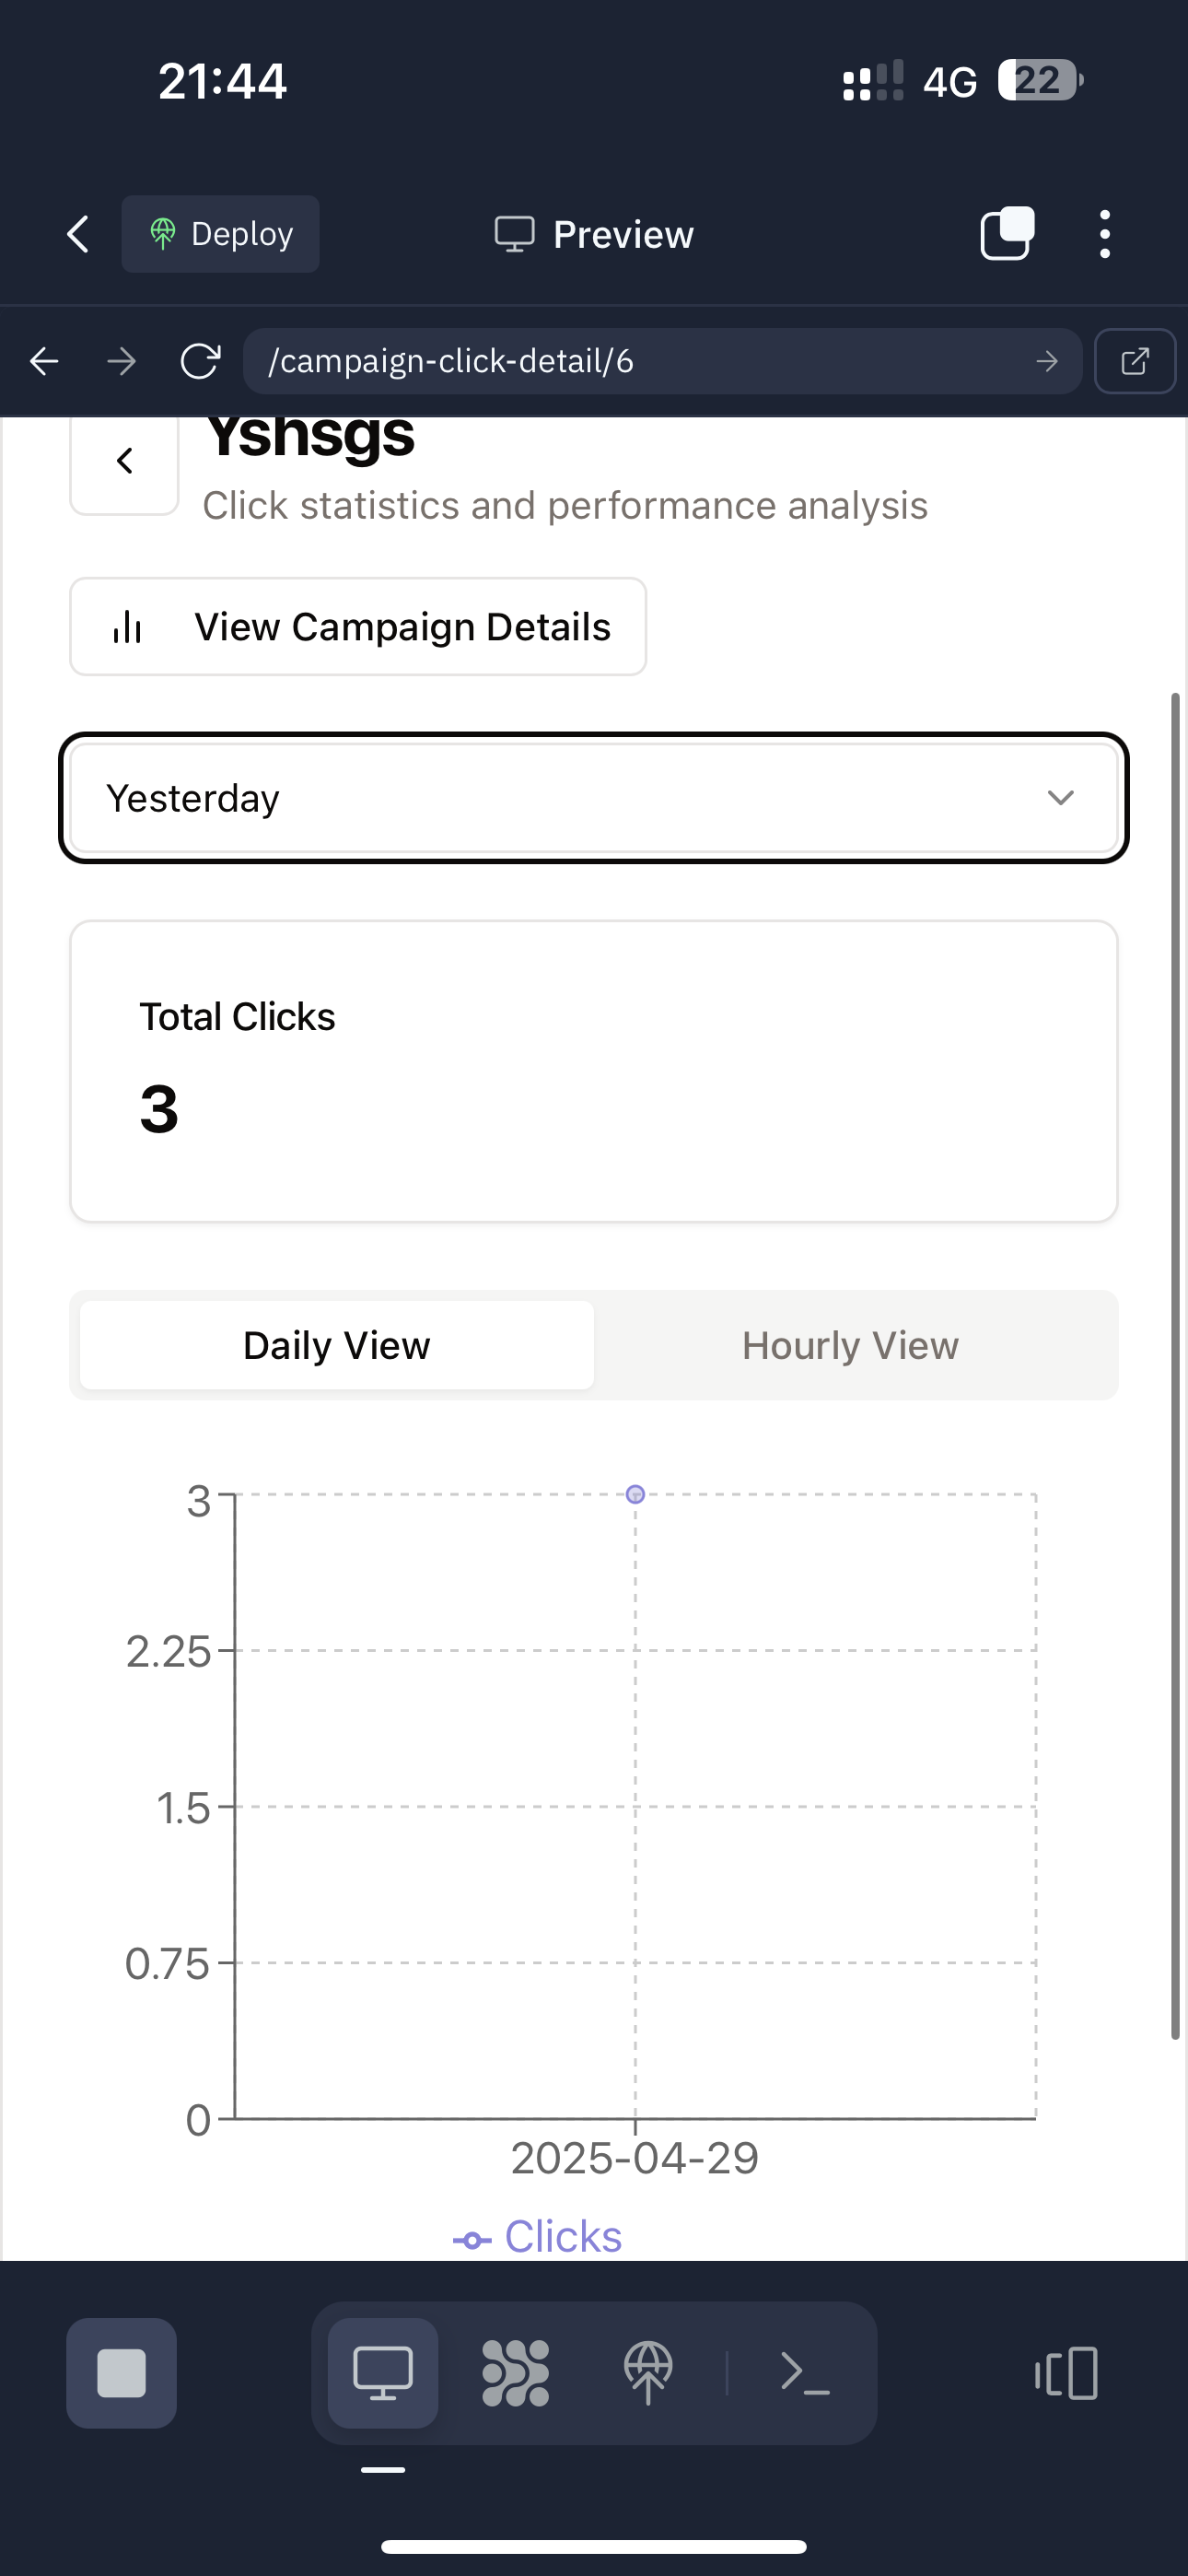 21:44
4G
22
Deploy
Preview
/campaign-click-detail/6
Yshsgs
Click statistics and performance analysis
View Campaign Details
Yesterday
Total Clicks
3
Daily View
Hourly View
3
2.25
1.5
0.75
0
2025-04-29
Clicks